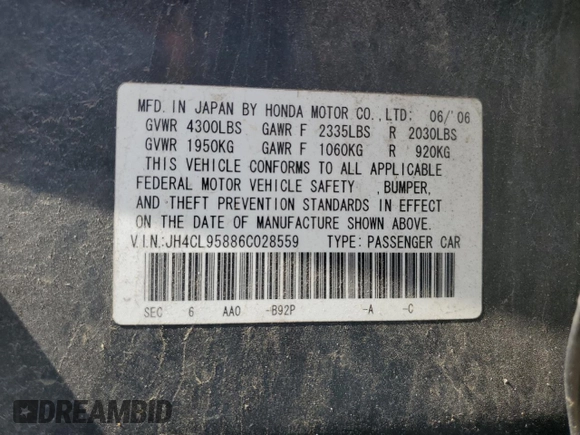 MFD. IN JAPAN BY HONDA MOTOR CO.,LTD: 06/'06
GVWR 4300LBS GAWR F 2335LBS R 2030LBS
GVWR 1950KG GAWR F 1060KG R 920KG
THIS VEHICLE CONFORMS TO ALL APPLICABLE
FEDERAL MOTOR VEHICLE SAFETY ,BUMPER,
AND THEFT PREVENTION STANDARDS IN EFFECT
ON THE DATE OF MANUFACTURE SHOWN ABOVE.
V.I.N.:JH4CL95886C028559 TYPE: PASSENGER CAR
SEC 6 AA0 -B92P -A -C
DREAMBID